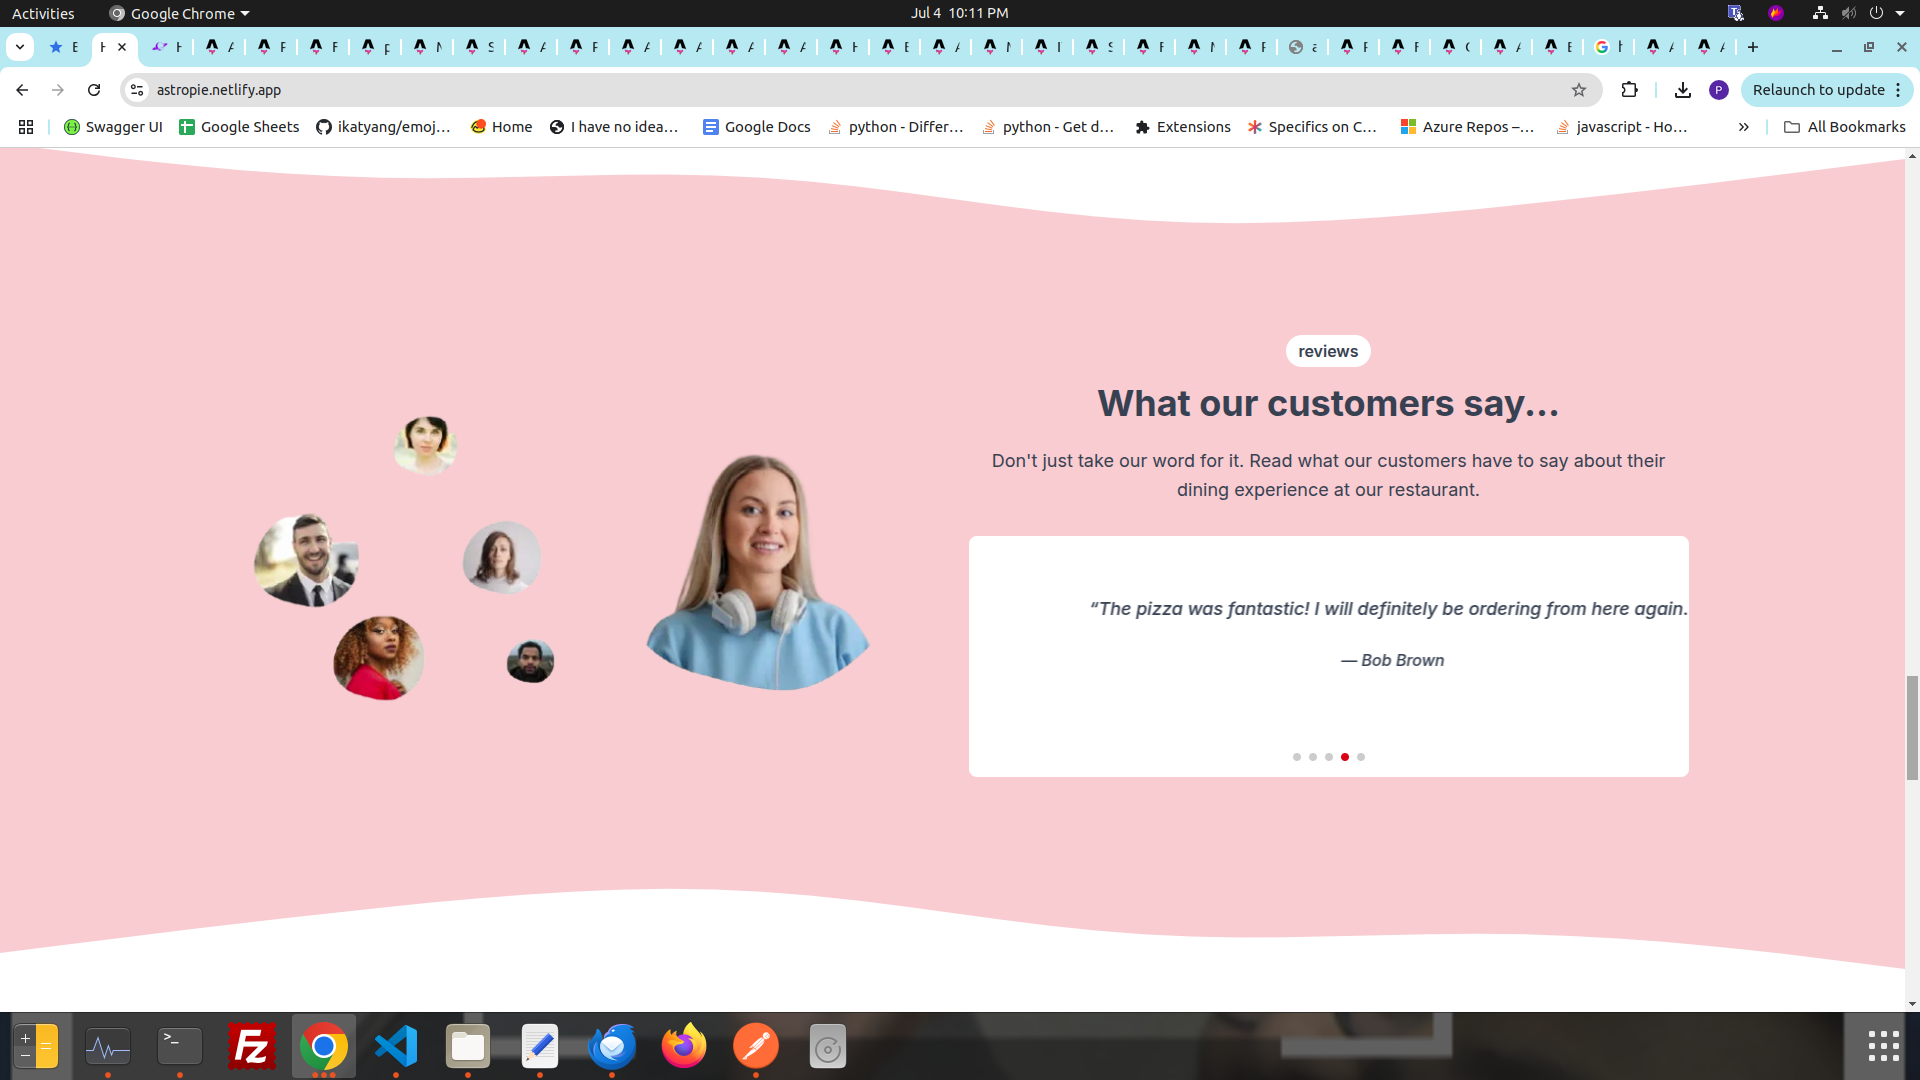 Activities
Google Chrome
Jul 4 10:11 PM
astropie.netlify.app
P
Relaunch to update
Swagger UI
Google Sheets
ikatyang/emoj…
Home
I have no idea…
Google Docs
python - Differ…
python - Get d…
Extensions
Specifics on C…
Azure Repos –…
javascript - Ho…
»
All Bookmarks
reviews
What our customers say...
Don't just take our word for it. Read what our customers have to say about their
dining experience at our restaurant.
“The pizza was fantastic! I will definitely be ordering from here again.
— Bob Brown